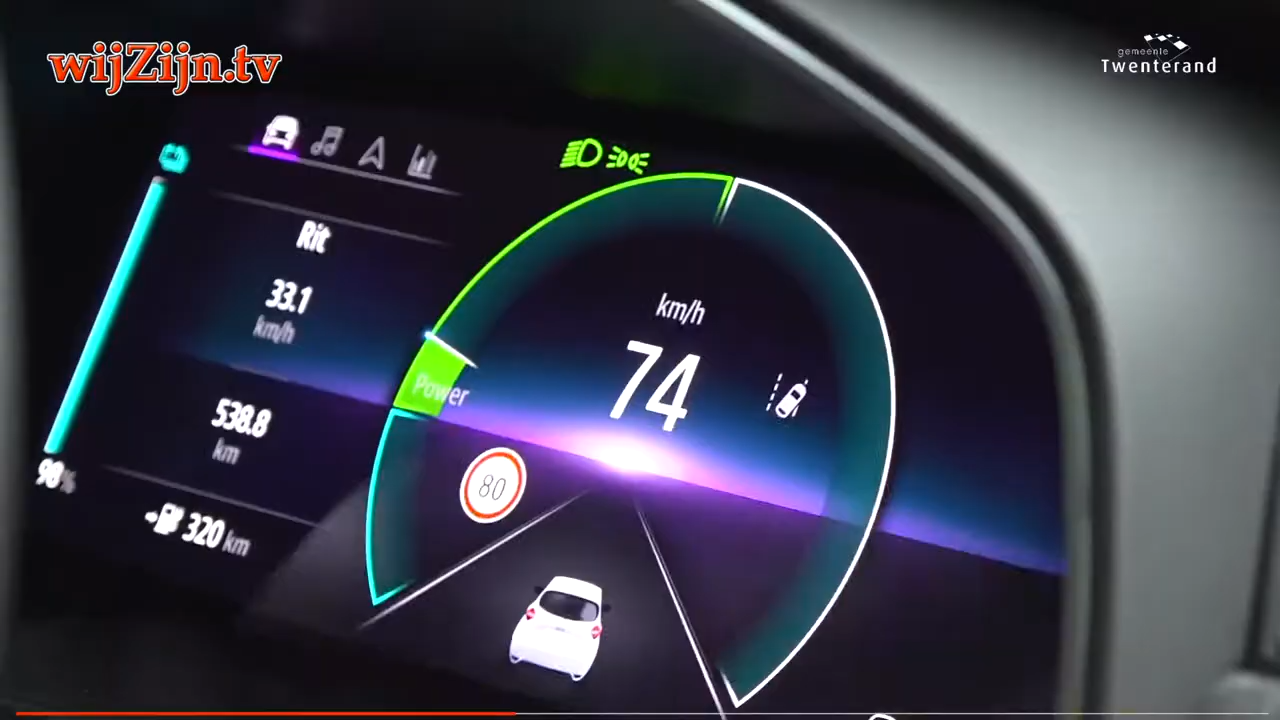 wijZijn.tv
gemeente
Twenterand
Rit
33.1
km/h
538.8
km
98%
320 km
km/h
74
Power
80